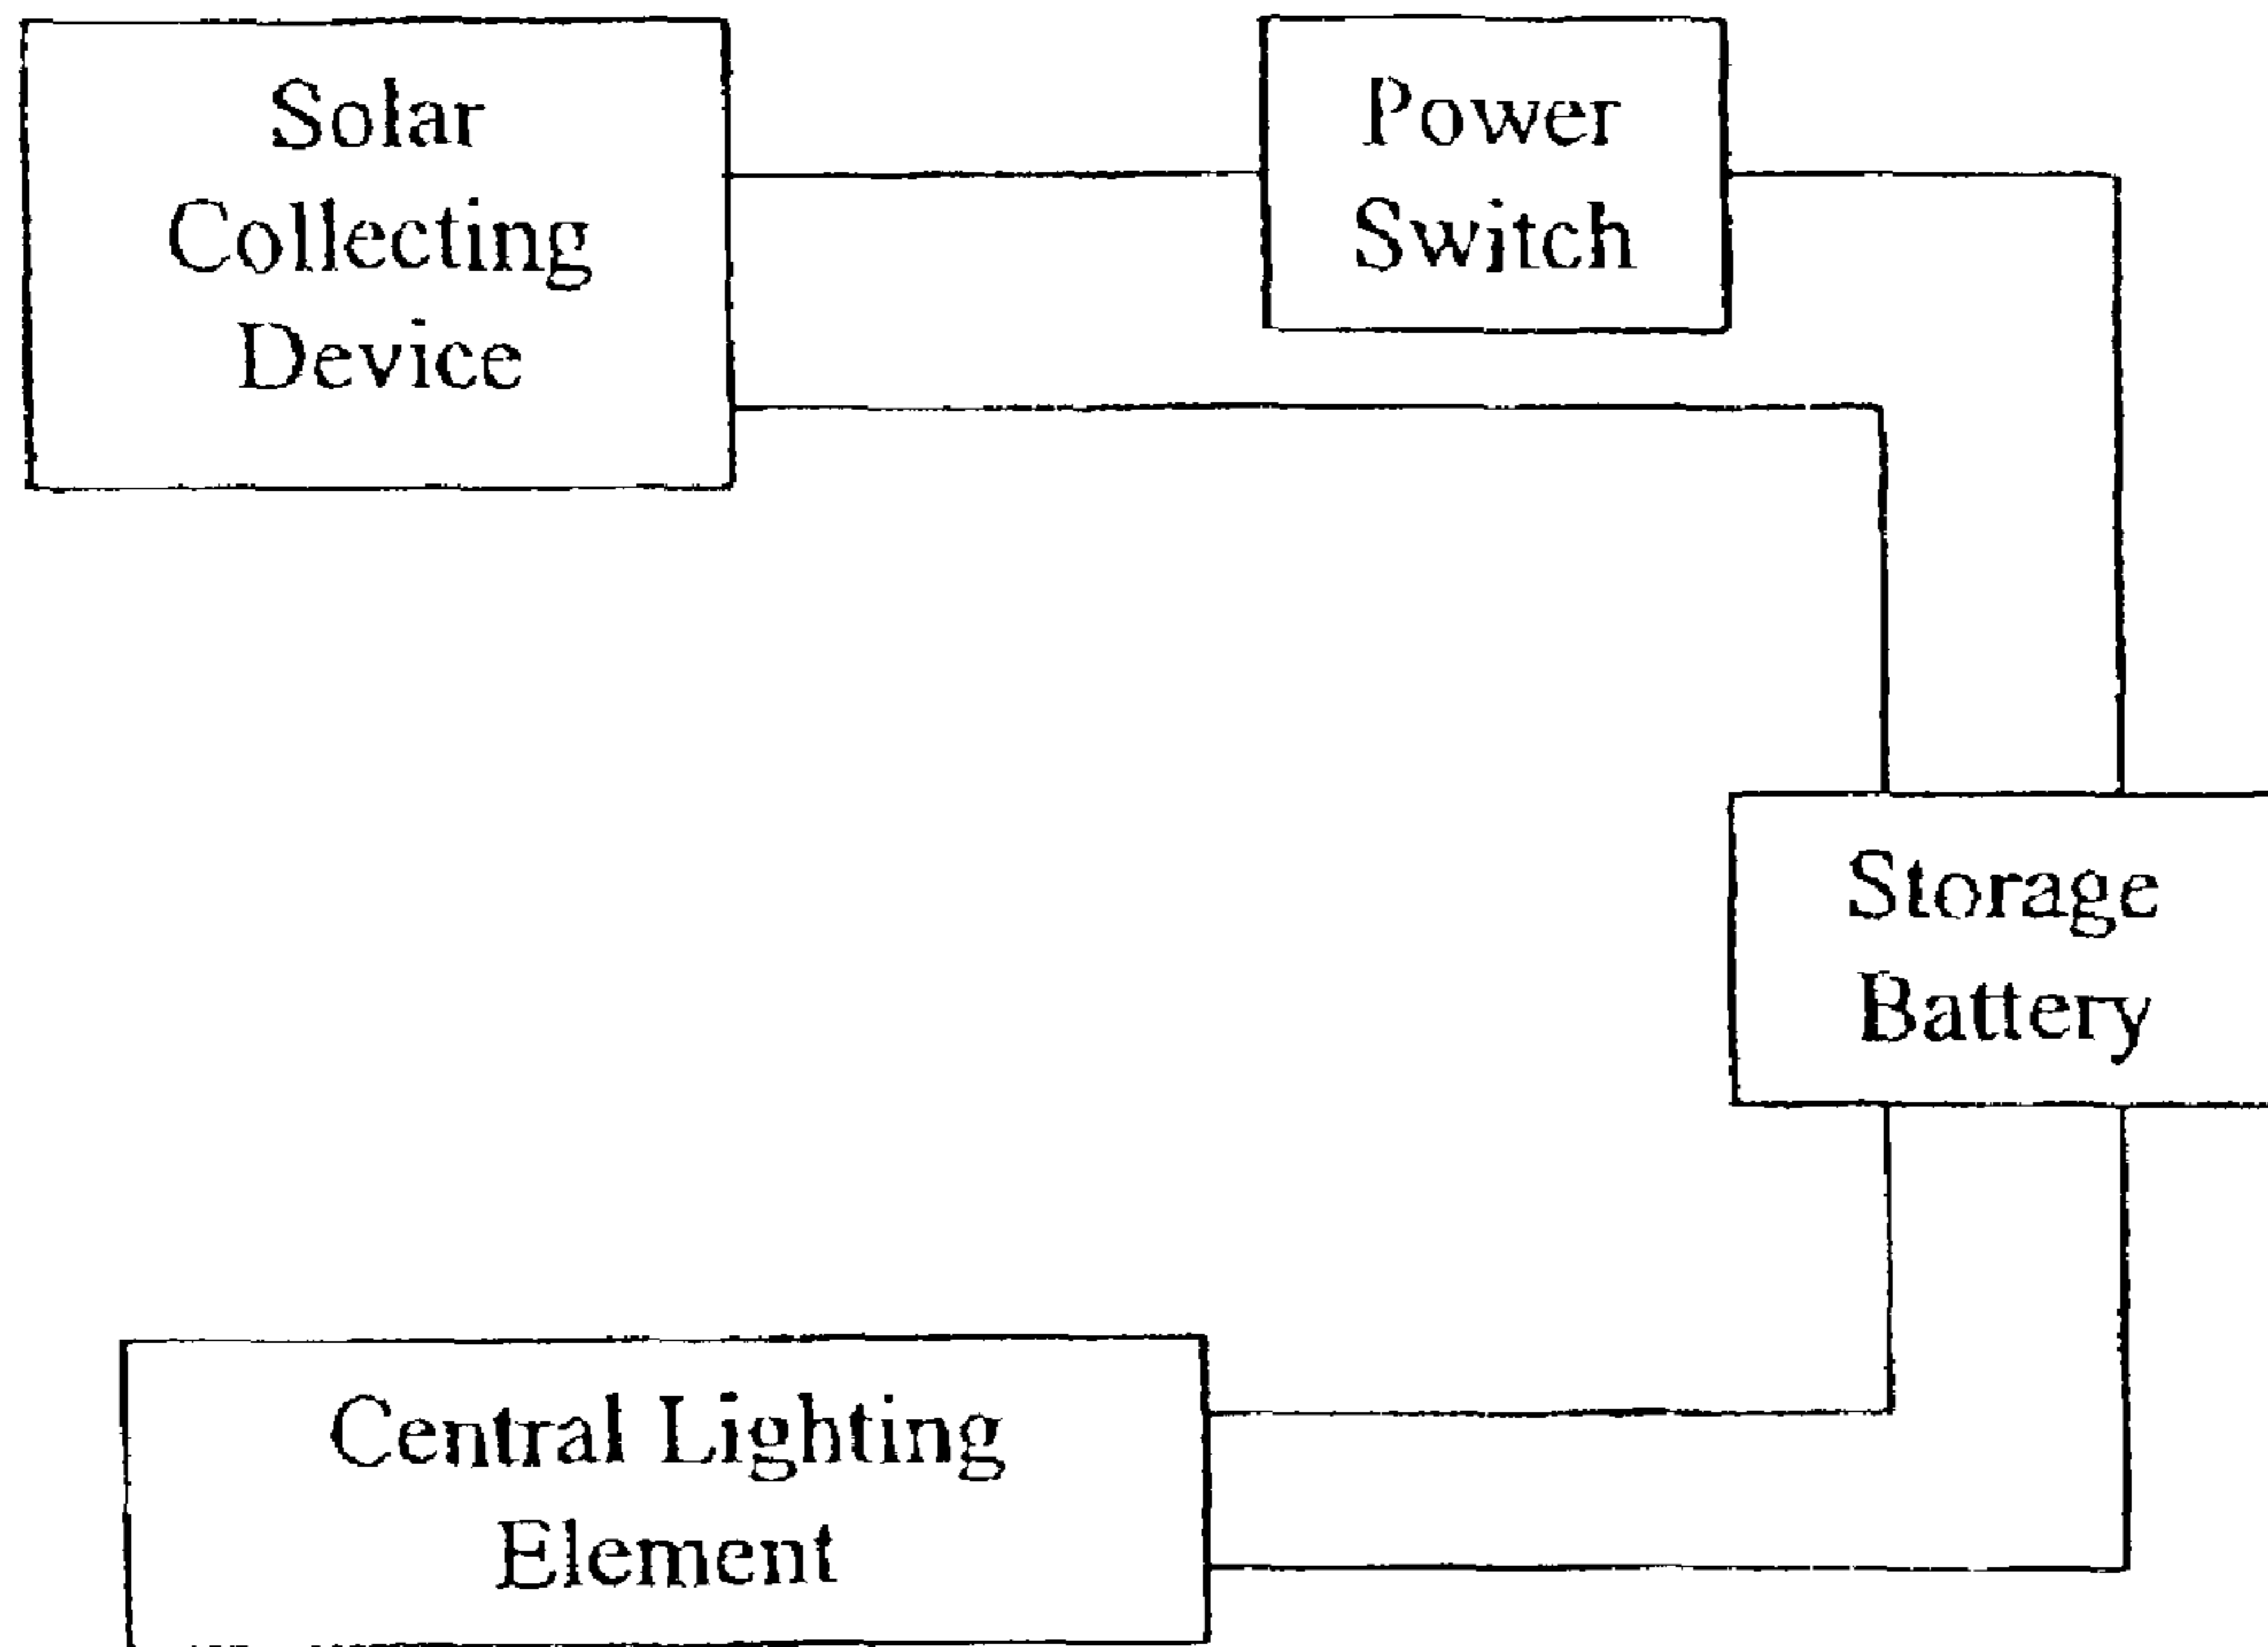 Solar
Collecting
Device
Power
Switch
Storage
Battery
Central Lighting
Element